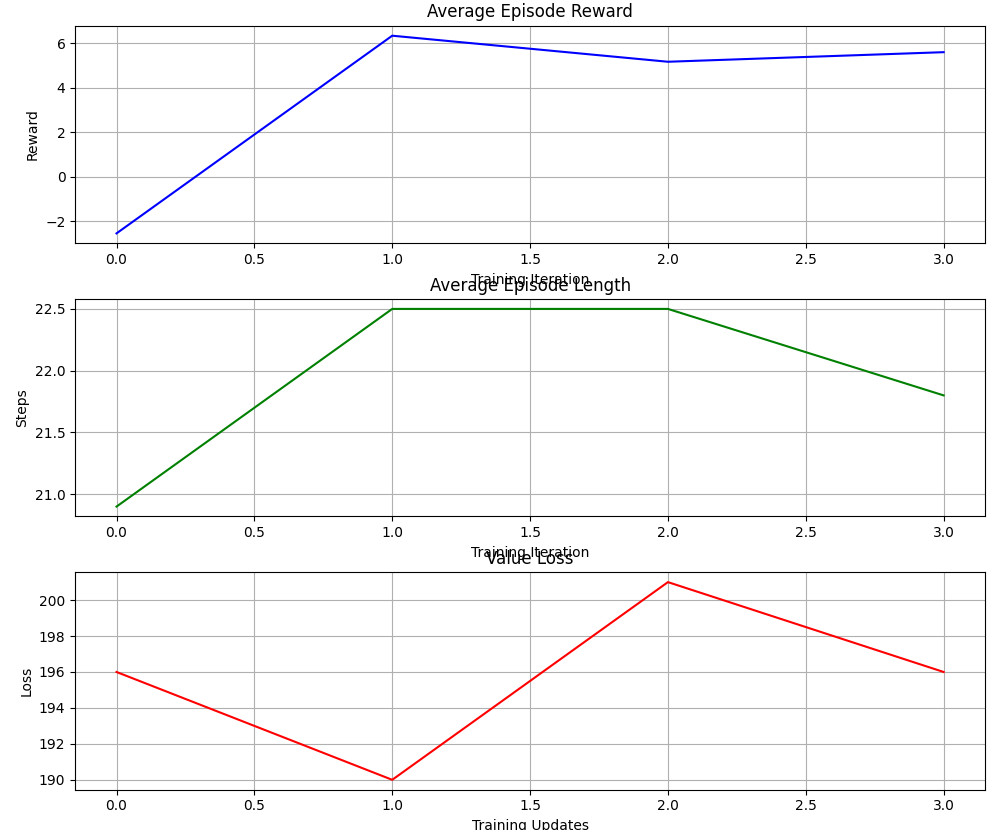 Average Episode Reward
6
4
2
0
−2
Reward
0.0 0.5 1.0 1.5 2.0 2.5 3.0
Training Iteration
Average Episode Length
22.5
22.0
21.5
21.0
Steps
0.0 0.5 1.0 1.5 2.0 2.5 3.0
Training Iteration
Value Loss
200
198
196
194
192
190
Loss
0.0 0.5 1.0 1.5 2.0 2.5 3.0
Training Updates